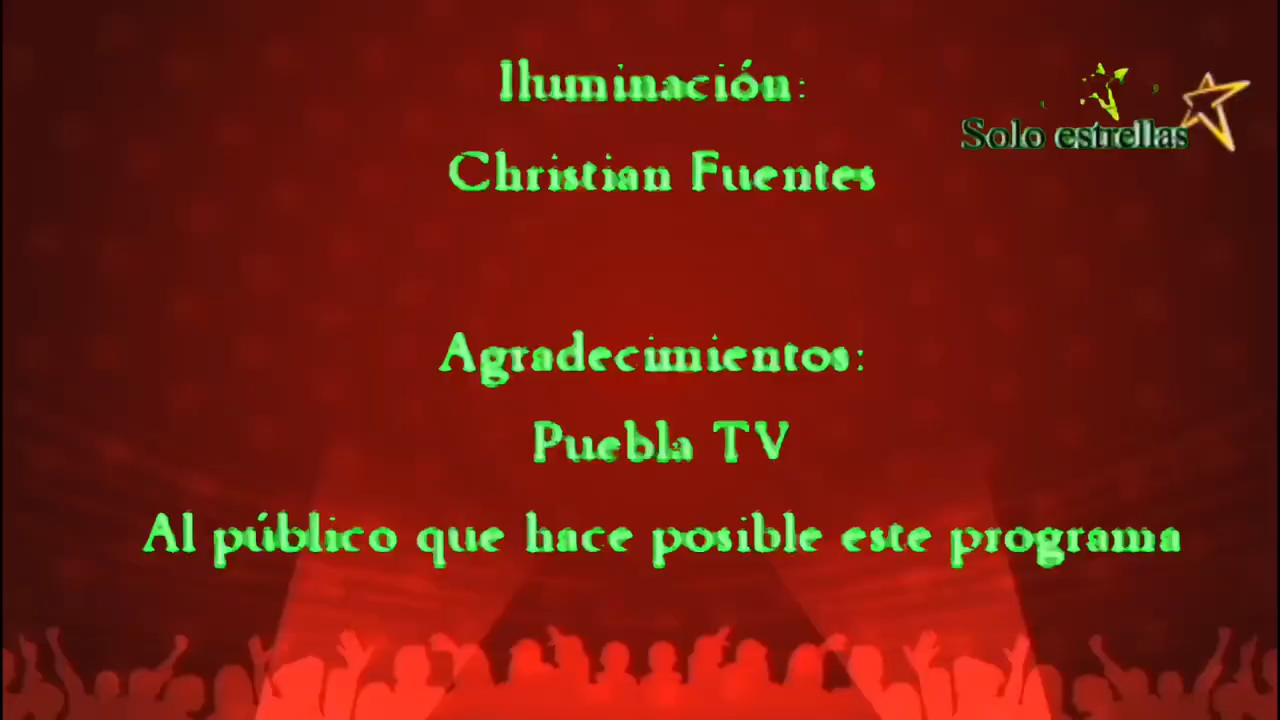 Iluminación:
Solo estrellas
Christian Fuentes
Agradecimientos:
Puebla TV
Al público que hace posible este programa